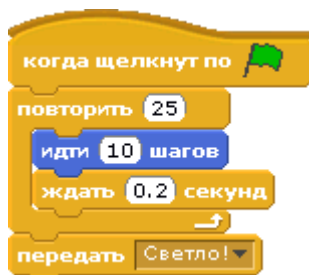 когда щелкнут по
повторить 25
идти 10 шагов
ждать 0.2 секунд
передать Светло!